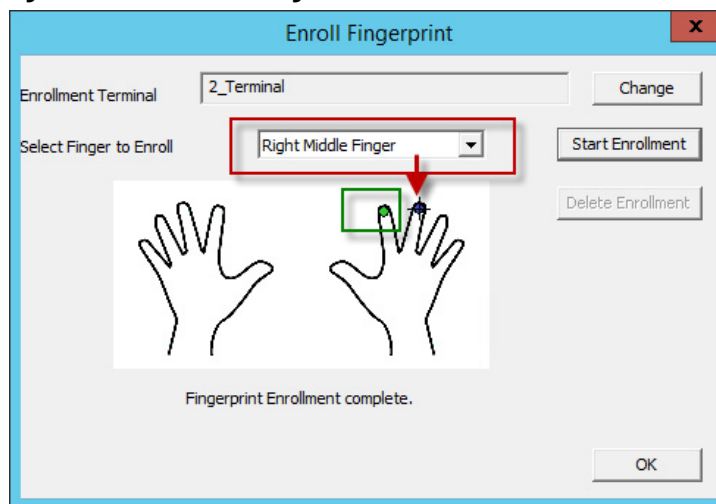 Enroll Fingerprint
x
Enrollment Terminal
2_Terminal
Change
Select Finger to Enroll
Right Middle Finger
Start Enrollment
Delete Enrollment
Fingerprint Enrollment complete.
OK